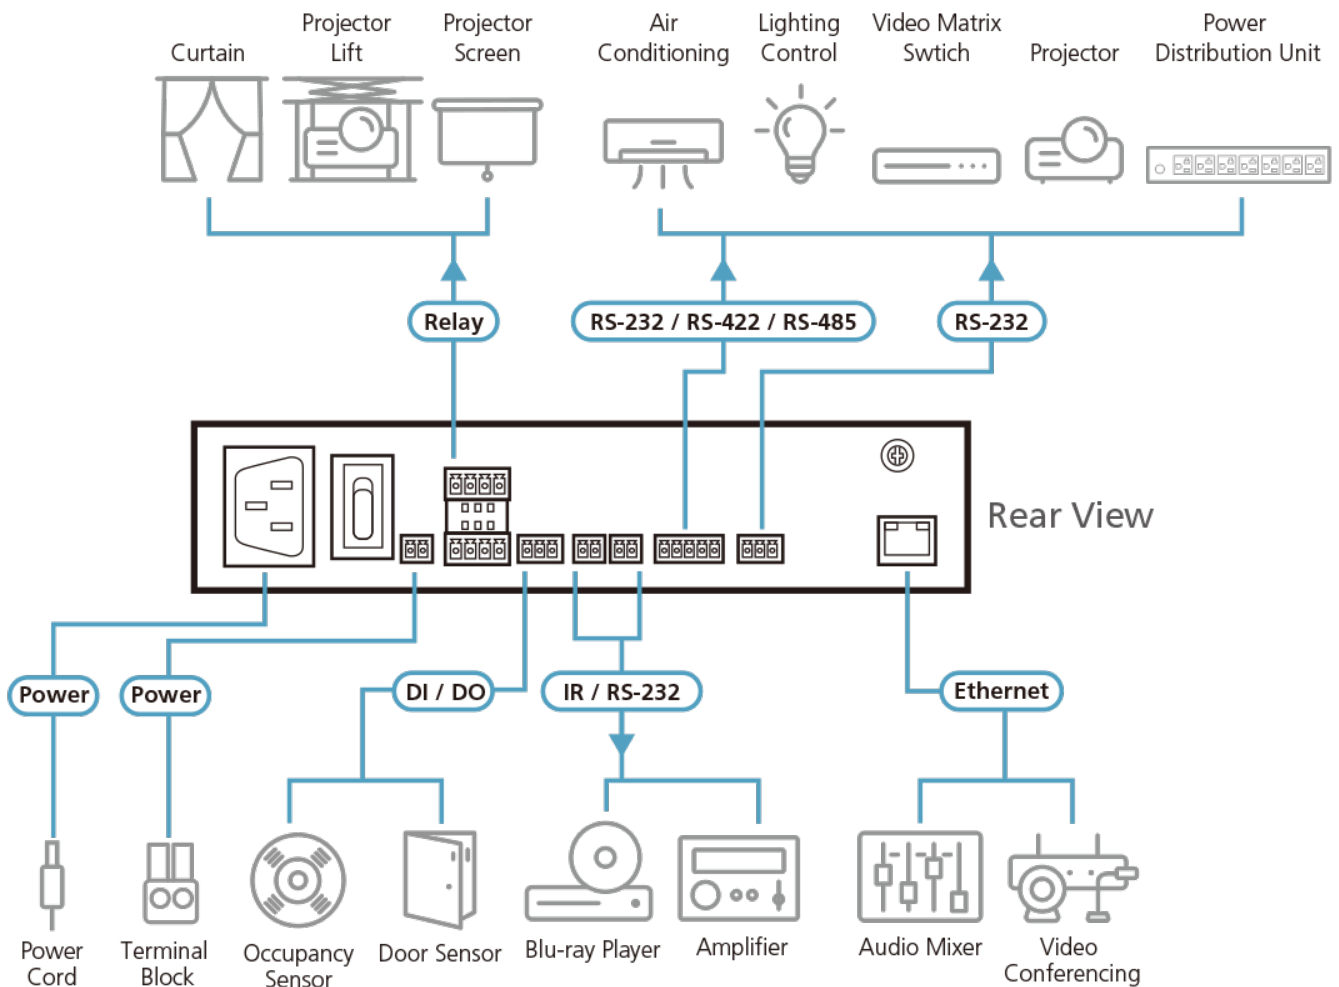 Curtain
Projector
Lift
Projector
Screen
Air
Conditioning
Lighting
Control
Video Matrix
Swtich
Projector
Power
Distribution Unit
Relay
RS-232 / RS-422 / RS-485
RS-232
Rear View
Power
Power
DI / DO
IR / RS-232
Ethernet
Power
Cord
Terminal
Block
Occupancy
Sensor
Door Sensor
Blu-ray Player
Amplifier
Audio Mixer
Video
Conferencing